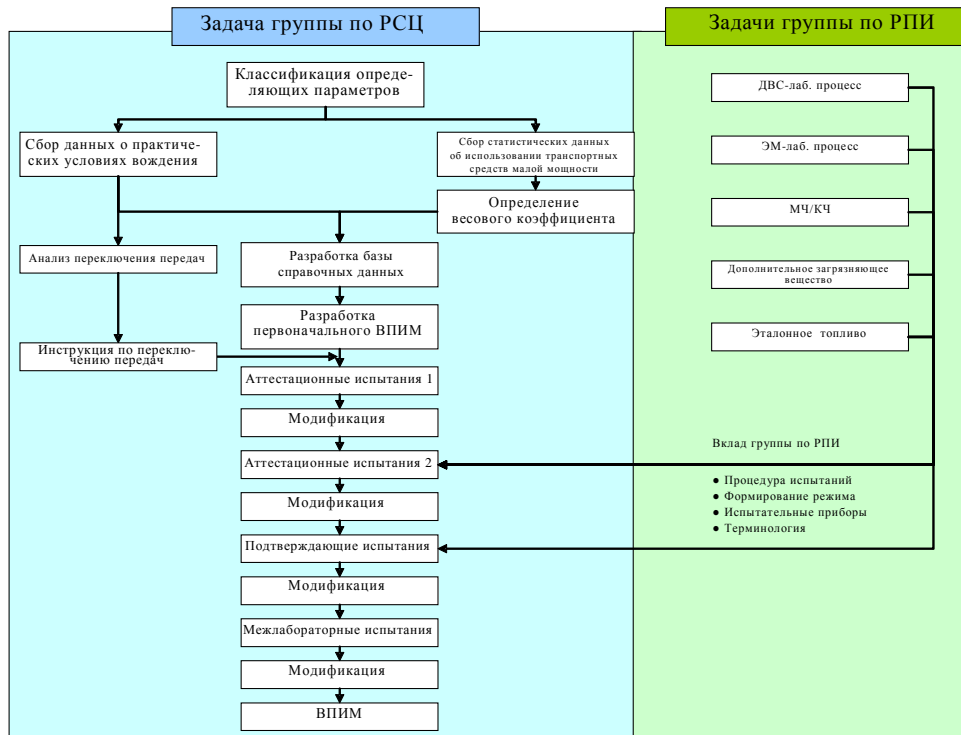 Задача группы по РСЦ
Задачи группы по РПИ
Классификация опреде-
ляющих параметров
Сбор данных о практиче-
ских условиях вождения
Сбор статистических данных
об использовании транспортных
средств малой мощности
Определение
весового коэффициента
Анализ переключения передач
Разработка базы
справочных данных
Разработка
первоначального ВПИМ
Инструкция по переклю-
чению передач
Аттестационные испытания 1
Модификация
Аттестационные испытания 2
Модификация
Подтверждающие испытания
Модификация
Межлабораторные испытания
Модификация
ВПИМ
ДВС-лаб. процесс
ЭМ-лаб. процесс
МЧ/КЧ
Дополнительное загрязняющее
вещество
Эталонное топливо
Вклад группы по РПИ
● Процедура испытаний
● Формирование режима
● Испытательные приборы
● Терминология